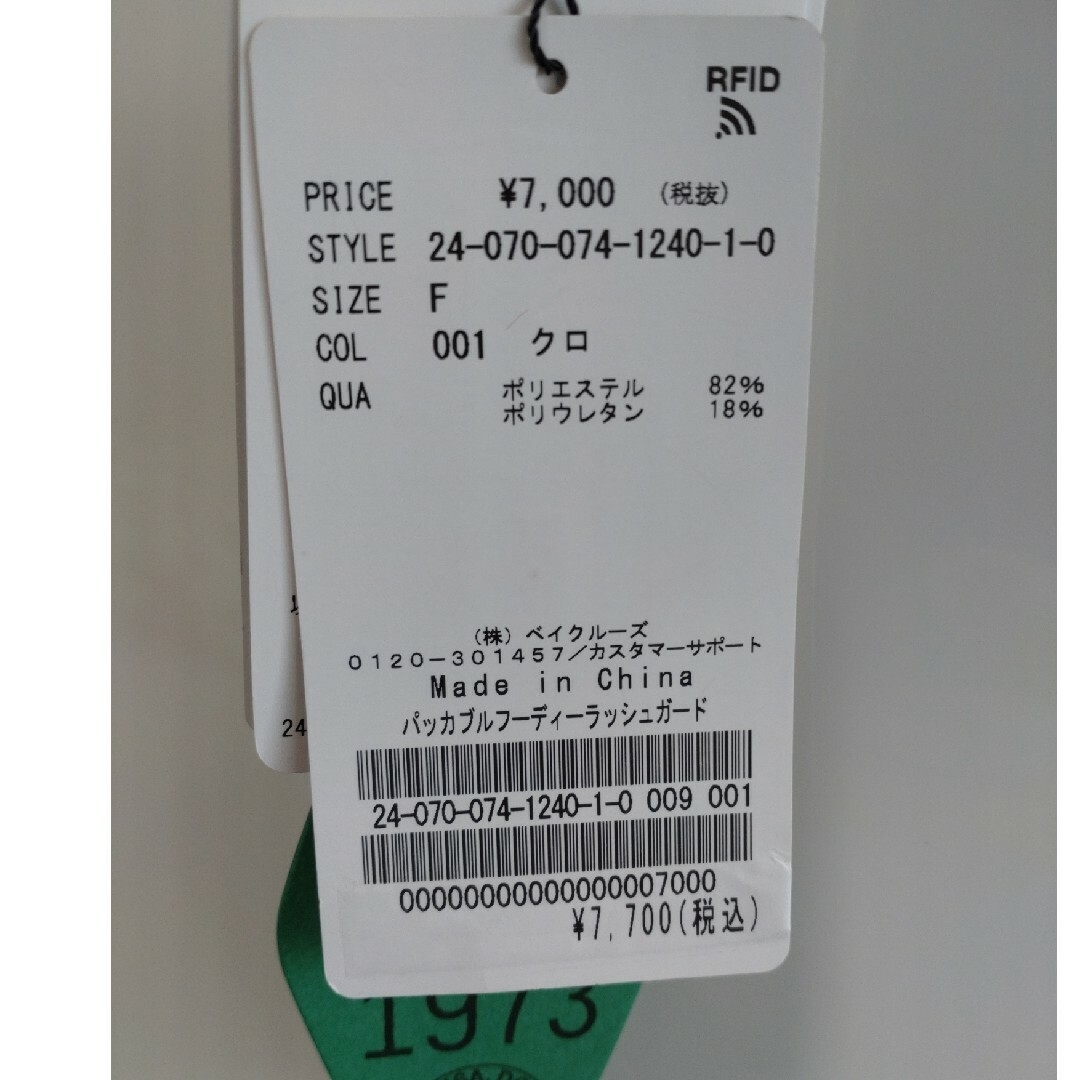 RFID
PRICE ¥7,000 (税抜)
STYLE 24-070-074-1240-1-0
SIZE F
COL 001 クロ
QUA ポリエステル 82%
ポリウレタン 18%
(株)ベイクルーズ
0120-301457/カスタマーサポート
Made in China
パッカブルフーディーラッシュガード
24-070-074-1240-1-0 009 001
00000000000000007000
¥7,700(税込)
24
1973